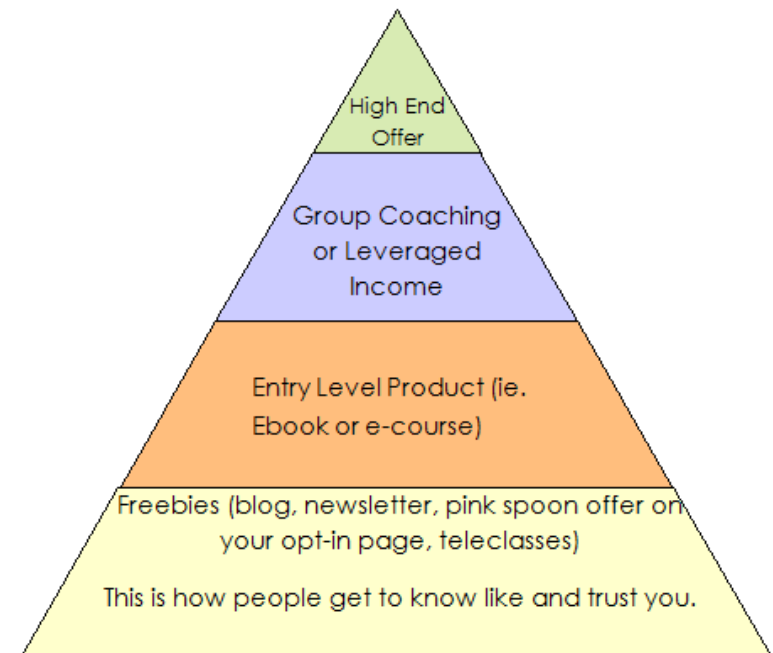 High End
Offer
Group Coaching
or Leveraged
Income
Entry Level Product (ie.
Ebook or e-course)
Freebies (blog, newsletter, pink spoon offer on
your opt-in page, teleclasses)
This is how people get to know like and trust you.